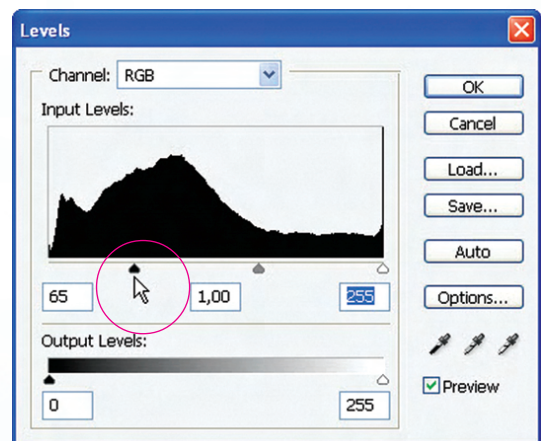 Levels
Channel: RGB
OK
Input Levels:
Cancel
Load...
Save...
Auto
65 1,00 255
Options...
Output Levels:
Preview
0 255